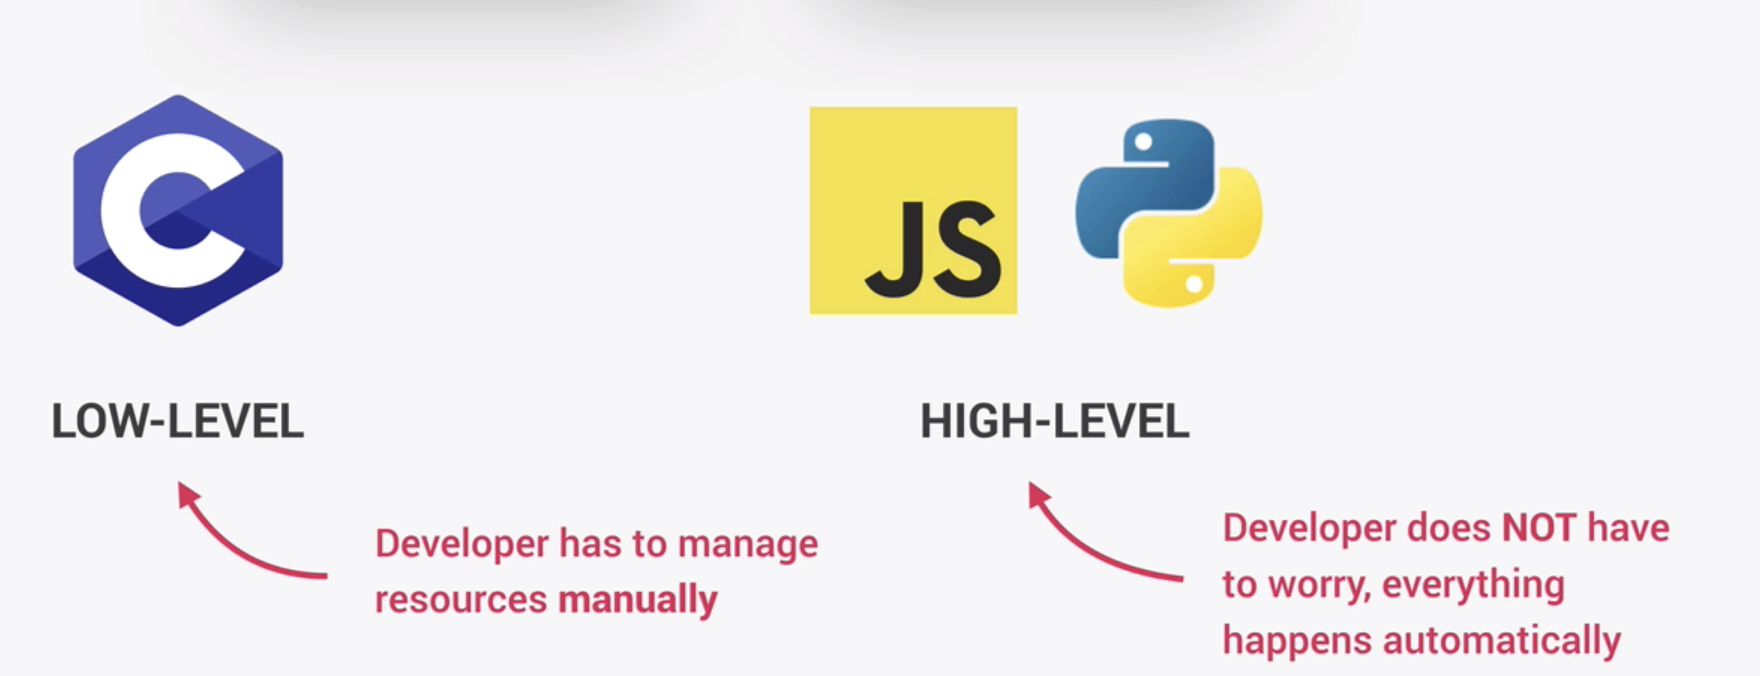 C
JS
LOW-LEVEL
HIGH-LEVEL
Developer has to manage
resources manually
Developer does NOT have
to worry, everything
happens automatically